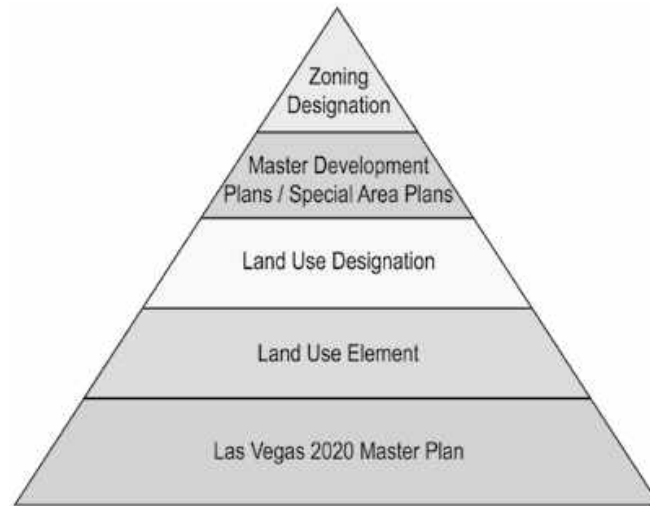 Zoning
Designation
Master Development
Plans / Special Area Plans
Land Use Designation
Land Use Element
Las Vegas 2020 Master Plan